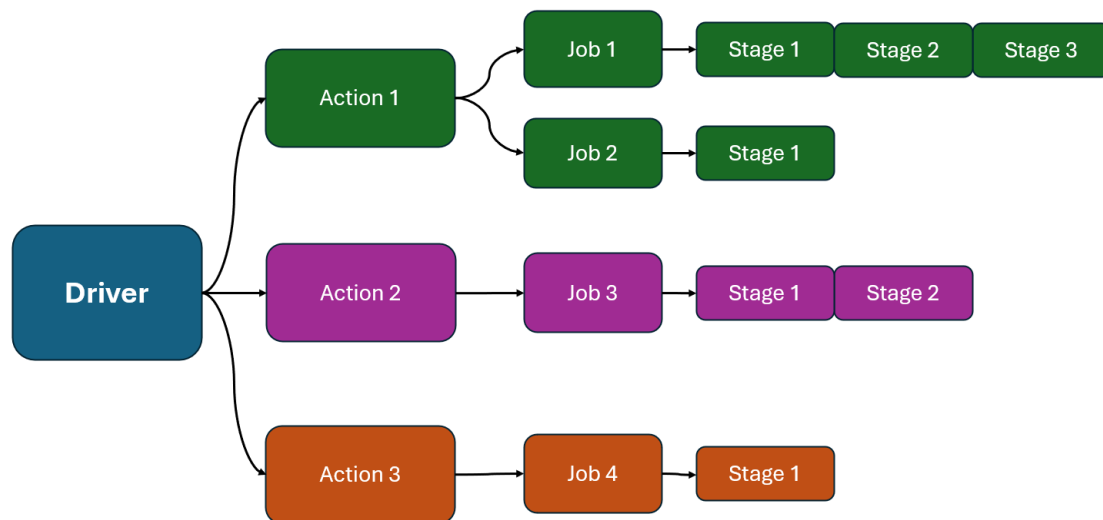 Job 1
Stage 1
Stage 2
Stage 3
Action 1
Job 2
Stage 1
Driver
Action 2
Job 3
Stage 1
Stage 2
Action 3
Job 4
Stage 1